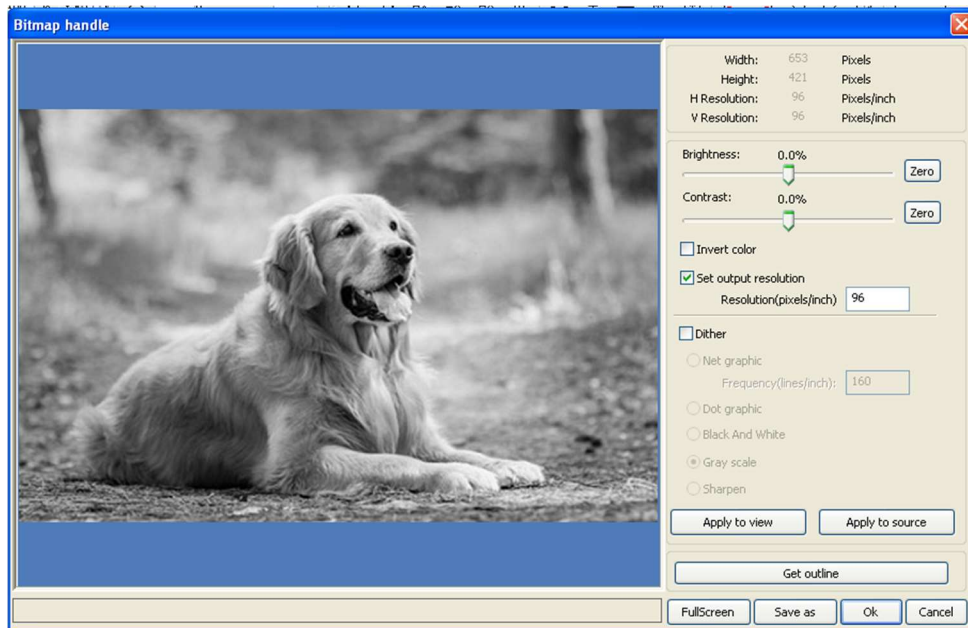 Bitmap handle
Width: 653 Pixels
Height: 421 Pixels
H Resolution: 96 Pixels/inch
V Resolution: 96 Pixels/inch
Brightness: 0.0%
Zero
Contrast: 0.0%
Zero
Invert color
Set output resolution
Resolution(pixels/inch) 96
Dither
Net graphic
Frequency(lines/inch): 160
Dot graphic
Black And White
Gray scale
Sharpen
Apply to view Apply to source
Get outline
FullScreen Save as Ok Cancel